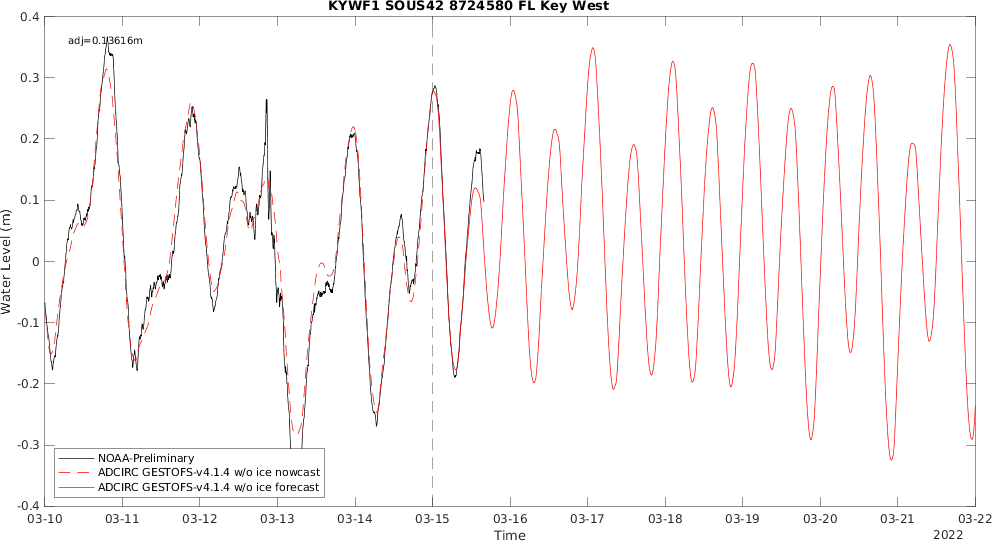 KYWF1 SOUS42 8724580 FL Key West
adj=0.13616m
0.4
0.3
0.2
0.1
0
-0.1
-0.2
-0.3
-0.4
Water Level (m)
NOAA-Preliminary
ADCIRC GESTOFS-v4.1.4 w/o ice nowcast
ADCIRC GESTOFS-v4.1.4 w/o ice forecast
03-10 03-11 03-12 03-13 03-14 03-15 03-16 03-17 03-18 03-19 03-20 03-21 03-22
Time
2022